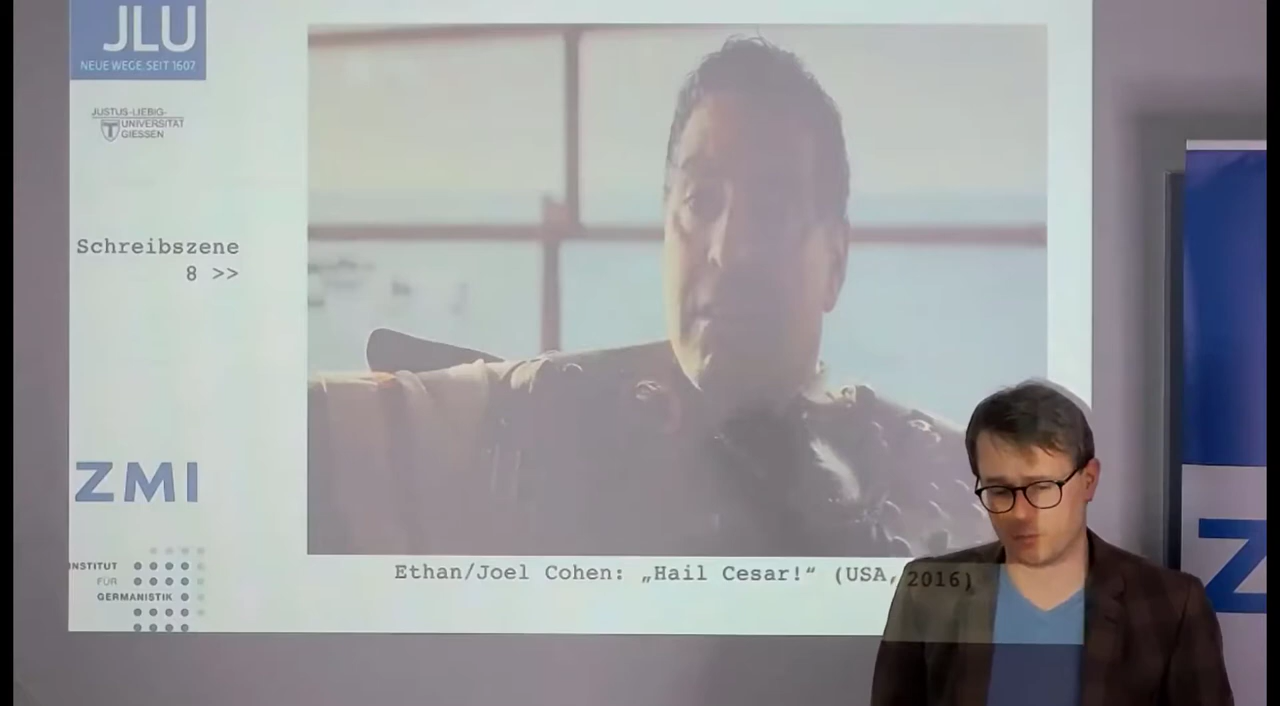 JLU
NEUE WEGE. SEIT 1607
JUSTUS-LIEBIG-
UNIVERSITÄT
GIESSEN
Schreibszene
8 >>
ZMI
INSTITUT
FÜR
GERMANISTIK
Ethan/Joel Cohen: „Hail Cesar!“ (USA, 2016)
Z